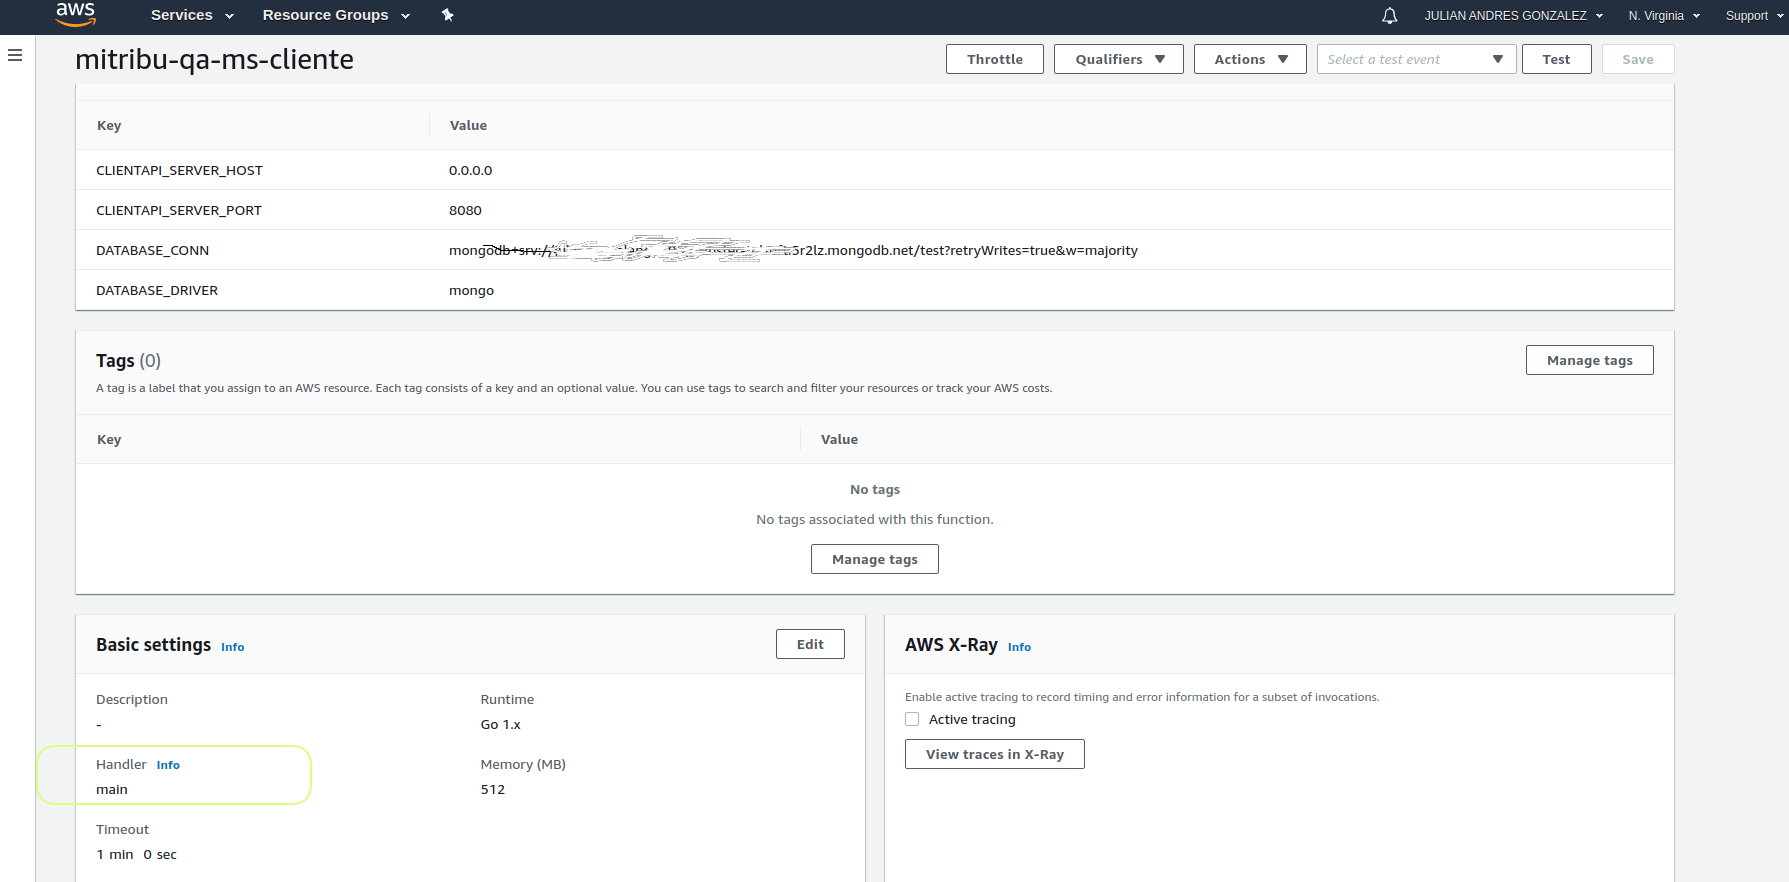 aws Services Resource Groups JULIAN ANDRES GONZALEZ N. Virginia Support
mitribu-qa-ms-cliente Throttle Qualifiers Actions Select a test event Test Save
Key Value
CLIENTAPI_SERVER_HOST 0.0.0.0
CLIENTAPI_SERVER_PORT 8080
DATABASE_CONN mongodb+srv:// 5r2lz.mongodb.net/test?retryWrites=true&w=majority
DATABASE_DRIVER mongo
Tags (0) Manage tags
A tag is a label that you assign to an AWS resource. Each tag consists of a key and an optional value. You can use tags to search and filter your resources or track your AWS costs.
Key Value
No tags
No tags associated with this function.
Manage tags
Basic settings Info Edit
Description Runtime
- Go 1.x
Handler Info Memory (MB)
main 512
Timeout
1 min 0 sec
AWS X-Ray Info
Enable active tracing to record timing and error information for a subset of invocations.
Active tracing
View traces in X-Ray